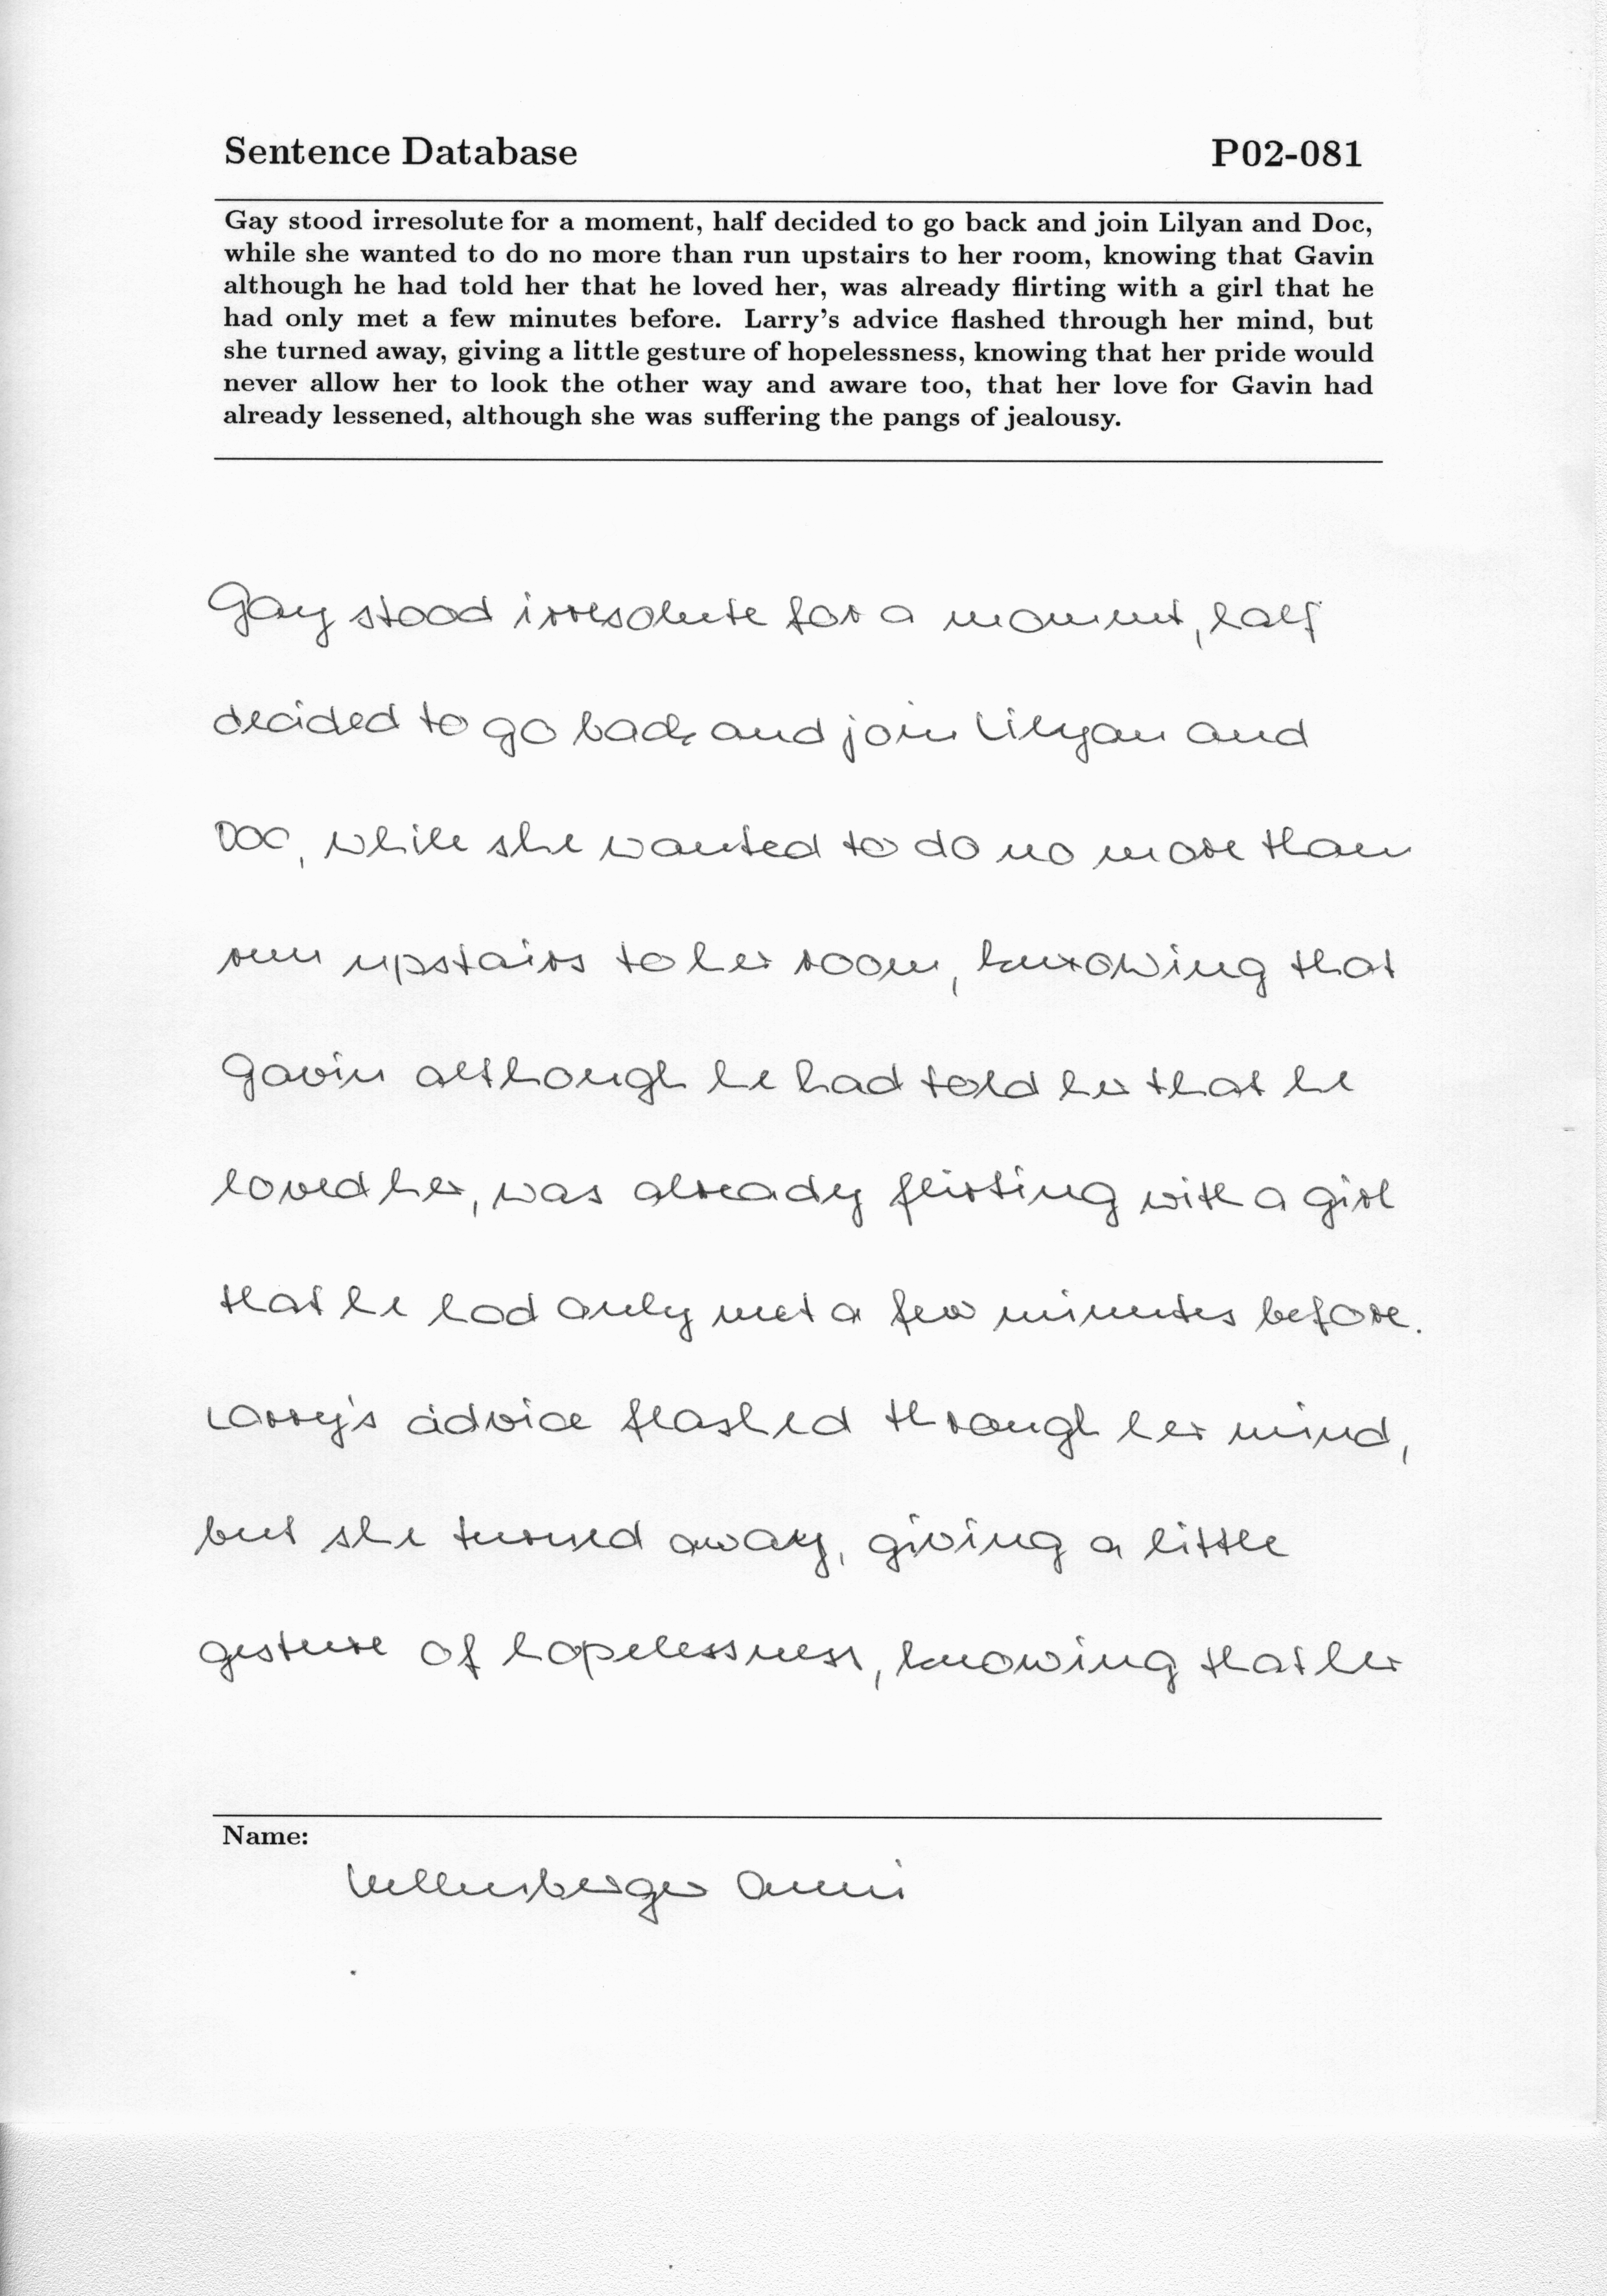 Sentence Database P02-081
Gay stood irresolute for a moment, half decided to go back and join Lilyan and Doc,
while she wanted to do no more than run upstairs to her room, knowing that Gavin
although he had told her that he loved her, was already flirting with a girl that he
had only met a few minutes before. Larry's advice flashed through her mind, but
she turned away, giving a little gesture of hopelessness, knowing that her pride would
never allow her to look the other way and aware too, that her love for Gavin had
already lessened, although she was suffering the pangs of jealousy.
Gay stood irresolute for a moment, half
decided to go back and join Lilyan and
Doc, while she wanted to do no more than
run upstairs to her room, knowing that
Gavin although he had told her that he
loved her, was already flirting with a girl
that he had only met a few minutes before.
Larry's advice flashed through her mind,
but she turned away, giving a little
gesture of hopelessness, knowing that her
Name: